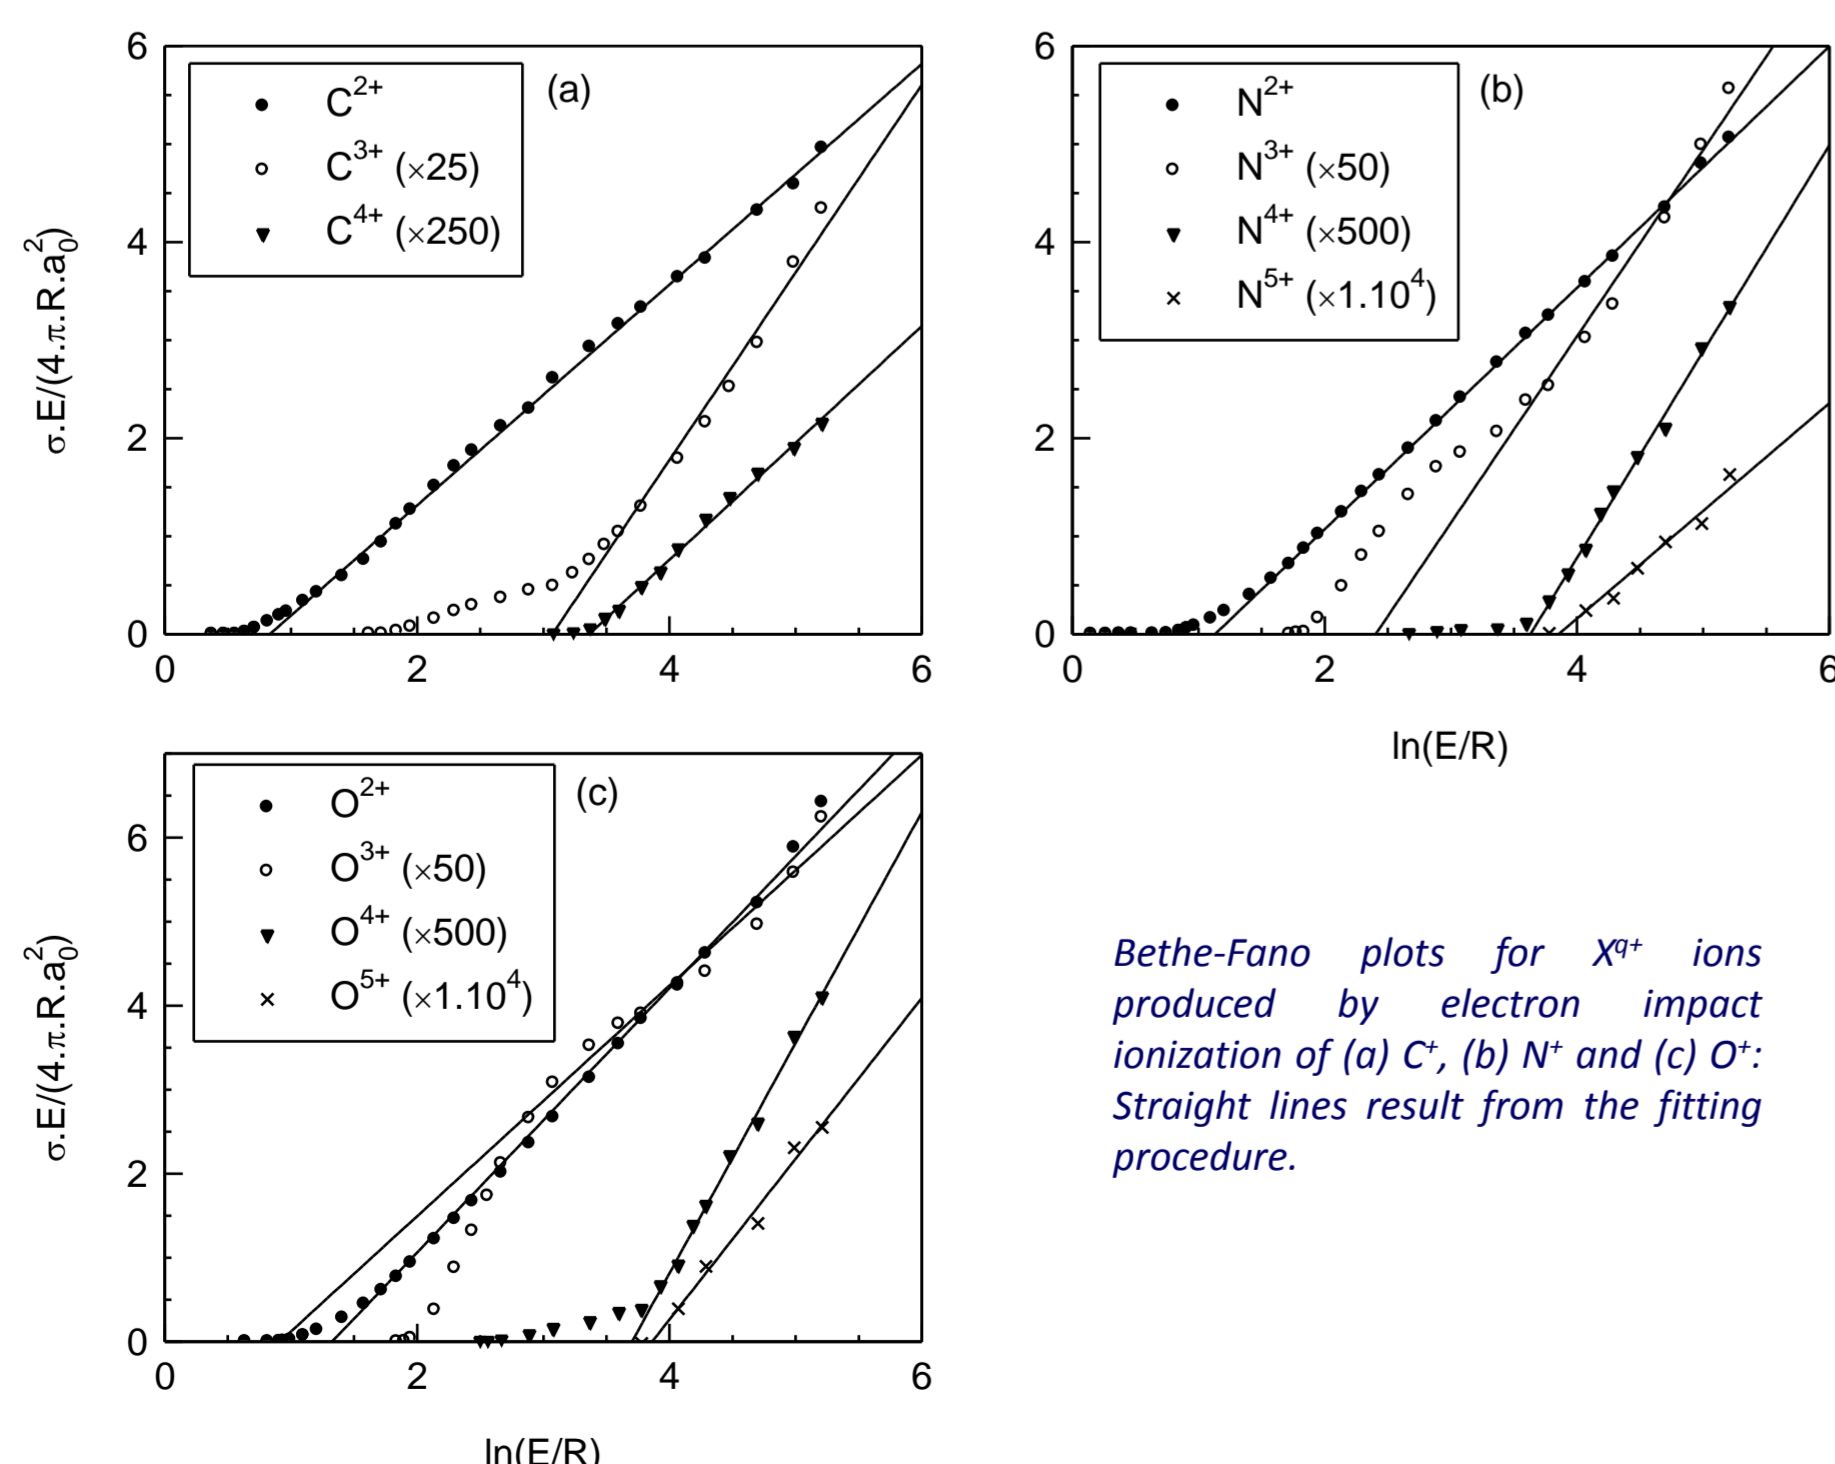 6
4
2
0
0 2 4 6
σ.E/(4.π.R.a₀²)
(a)
C²⁺
C³⁺ (×25)
C⁴⁺ (×250)
6
4
2
0
0 2 4 6
ln(E/R)
(b)
N²⁺
N³⁺ (×50)
N⁴⁺ (×500)
N⁵⁺ (×1.10⁴)
6
4
2
0
0 2 4 6
σ.E/(4.π.R.a₀²)
ln(E/R)
(c)
O²⁺
O³⁺ (×50)
O⁴⁺ (×500)
O⁵⁺ (×1.10⁴)
Bethe-Fano plots for Xq⁺ ions
produced by electron impact
ionization of (a) C⁺, (b) N⁺ and (c) O⁺:
Straight lines result from the fitting
procedure.